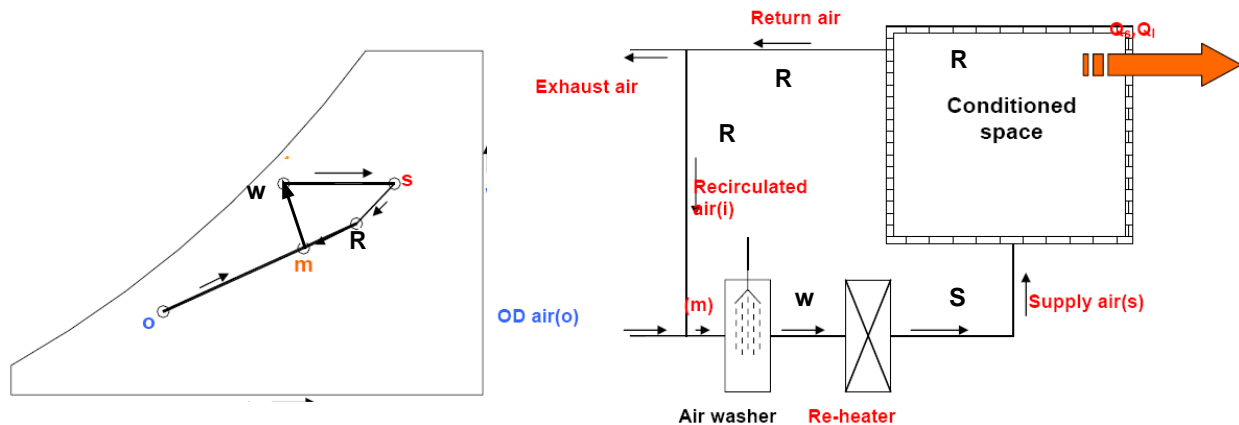 w
s
R
m
o
Return air
Exhaust air
R
R
R
Qs,Ql
Conditioned
space
Recirculated
air(i)
OD air(o)
(m)
w
S
Supply air(s)
Air washer
Re-heater